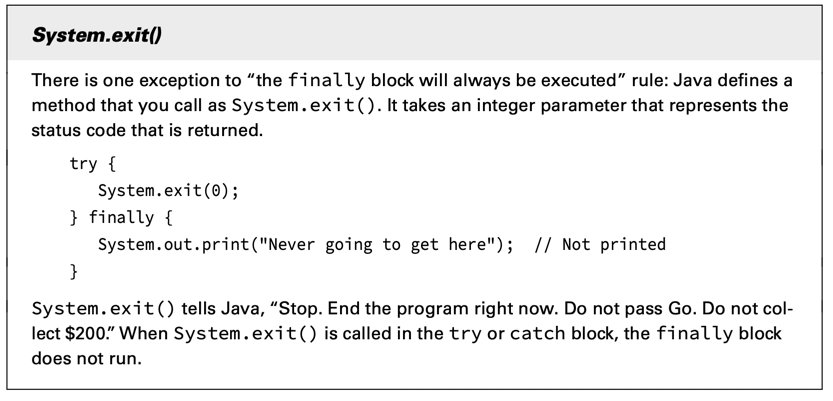 System.exit()
There is one exception to “the finally block will always be executed” rule: Java defines a
method that you call as System.exit(). It takes an integer parameter that represents the
status code that is returned.
try {
System.exit(0);
} finally {
System.out.print("Never going to get here"); // Not printed
}
System.exit() tells Java, “Stop. End the program right now. Do not pass Go. Do not col-
lect $200.” When System.exit() is called in the try or catch block, the finally block
does not run.